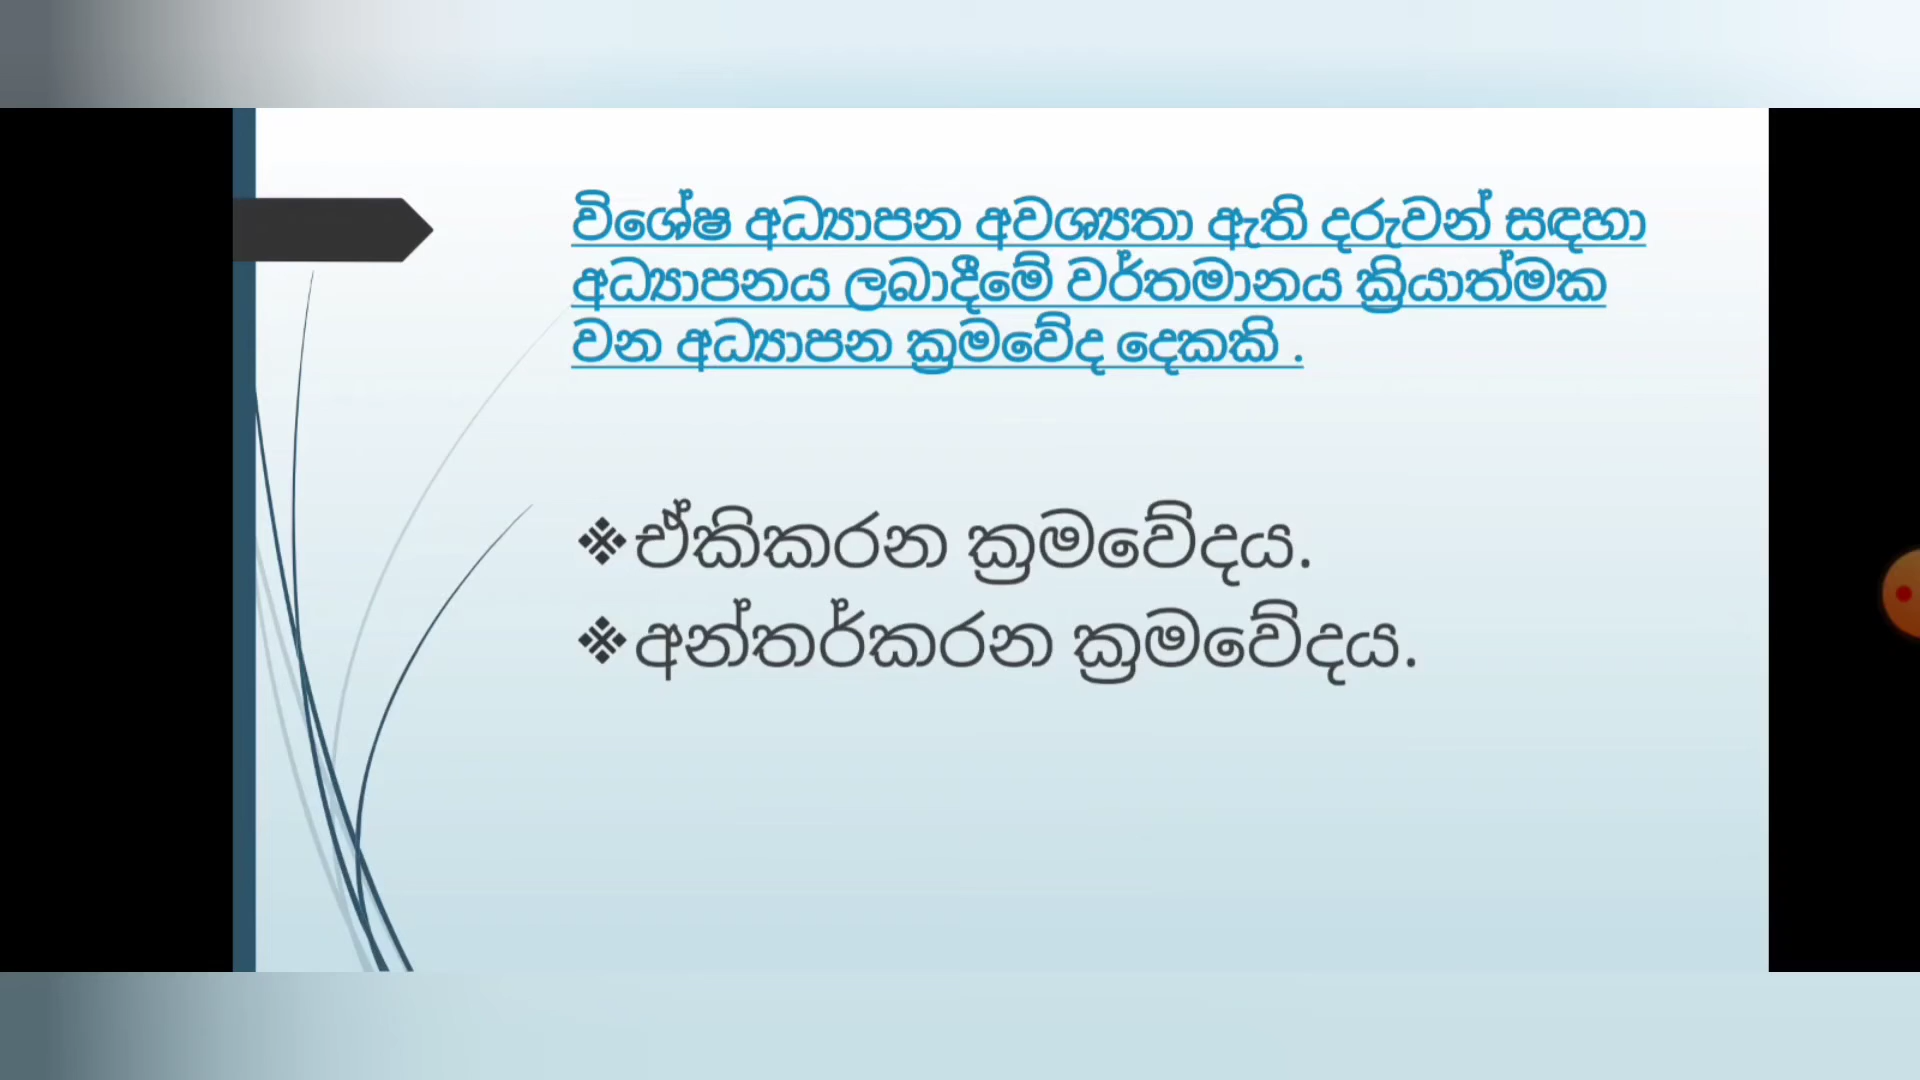 විශේෂ අධ්‍යාපන අවශ්‍යතා ඇති දරුවන් සඳහා
අධ්‍යාපනය ලබාදීමේ වර්තමානය ක්‍රියාත්මක
වන අධ්‍යාපන ක්‍රමවේද දෙකකි .
❖ඒකිකරන ක්‍රමවේදය.
❖අන්තර්කරන ක්‍රමවේදය.